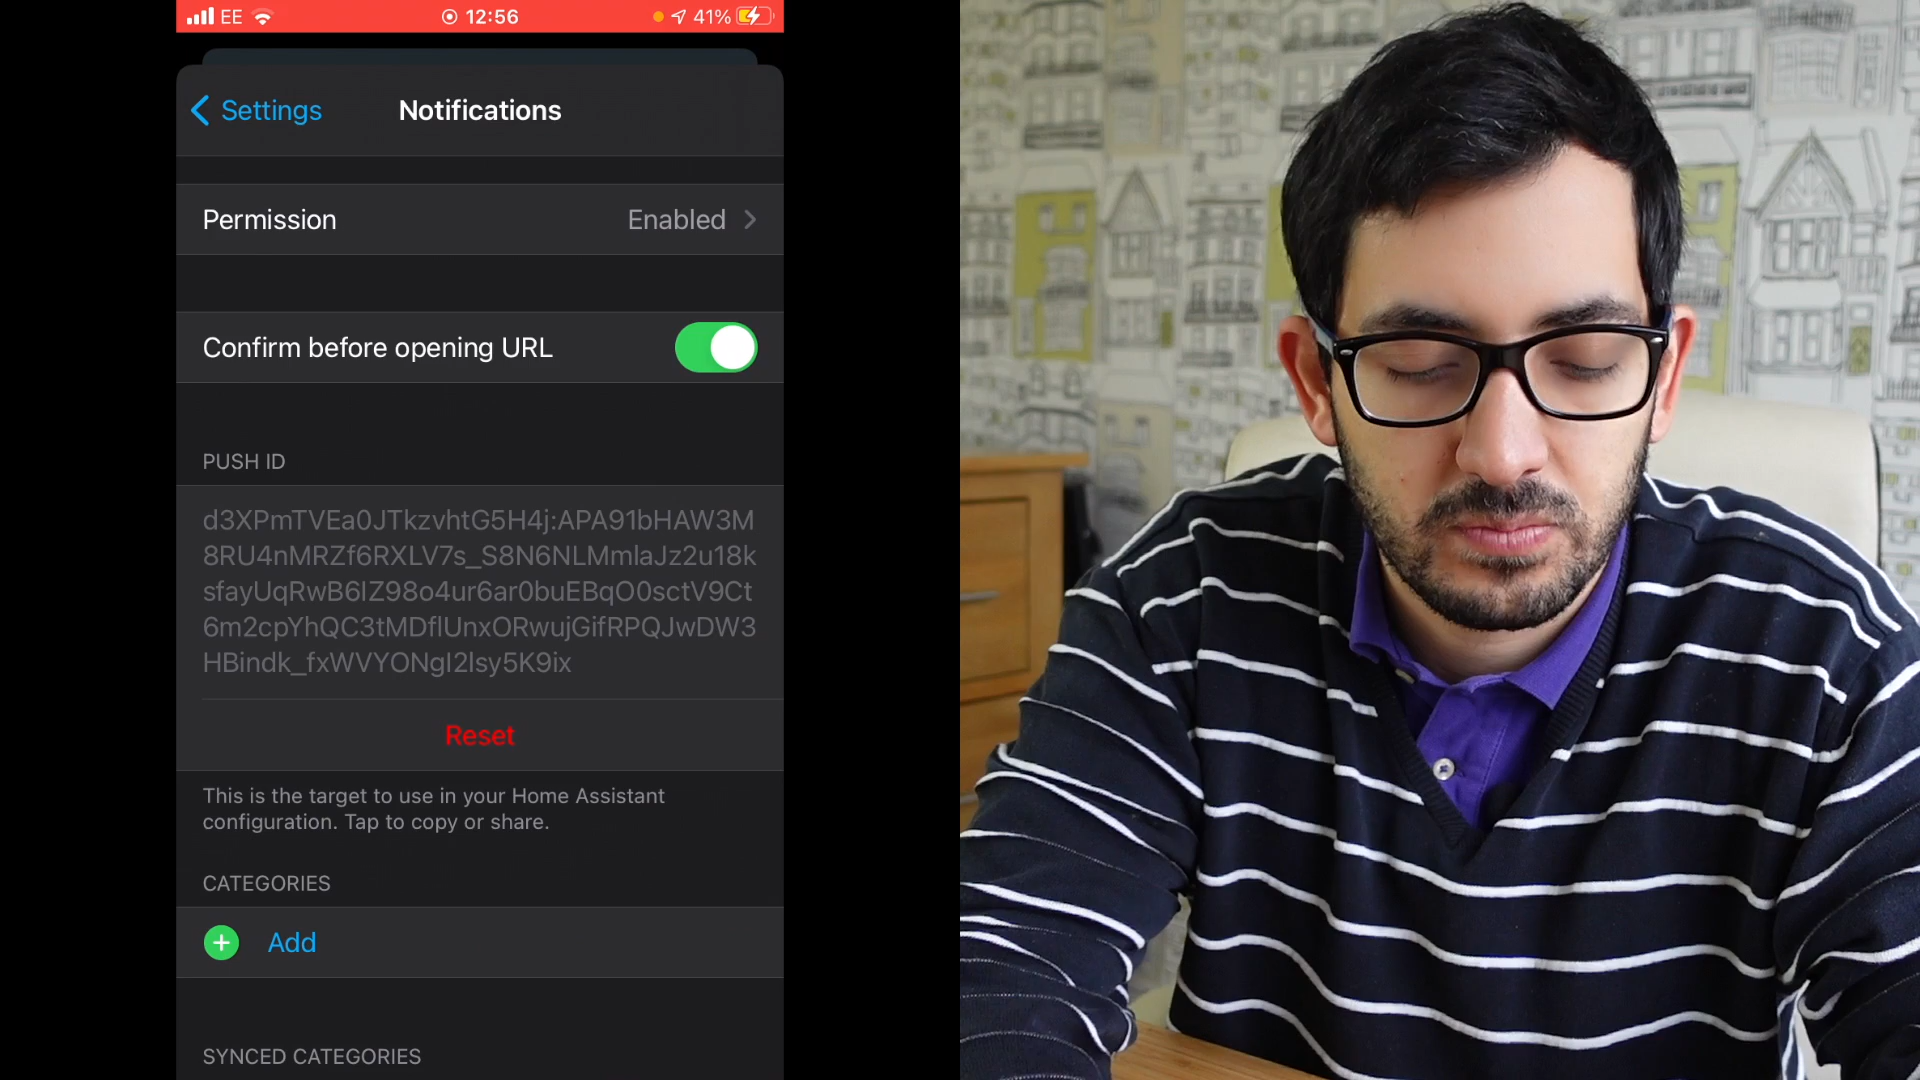 EE 12:56 41%
Settings Notifications
Permission Enabled
Confirm before opening URL
PUSH ID
d3XPmTVEa0JTkzvhtG5H4j:APA91bHAW3M
8RU4nMRZf6RXLV7s_S8N6NLMmlaJz2u18k
sfayUqRwB6IZ98o4ur6ar0buEBqO0sctV9Ct
6m2cpYhQC3tMDflUnxORwujGifRPQJwDW3
HBindk_fxWVYONgI2lsy5K9ix
Reset
This is the target to use in your Home Assistant
configuration. Tap to copy or share.
CATEGORIES
Add
SYNCED CATEGORIES